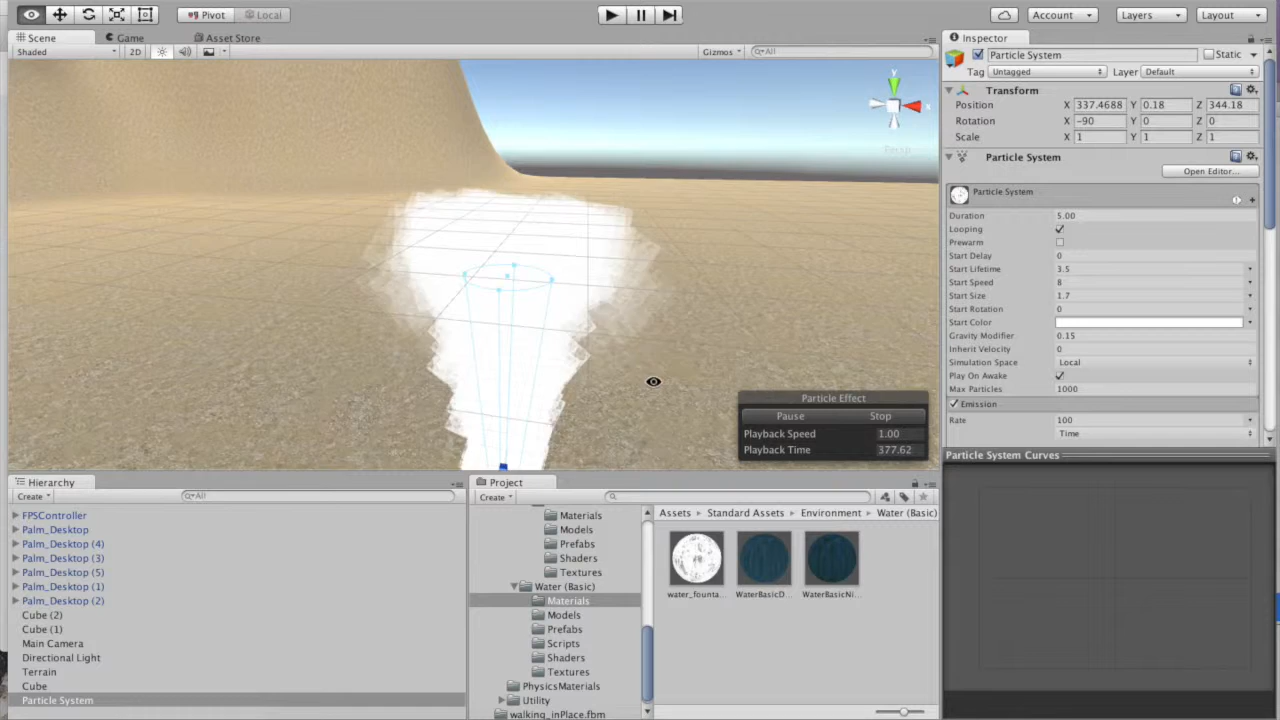 Pivot Local Account Layers Layout
Scene Game Asset Store Inspector
Shaded 2D Gizmos All
Particle System Static
Tag Untagged Layer Default
Transform
Position X 337.4688 Y 0.18 Z 344.18
Rotation X -90 Y 0 Z 0
Scale X 1 Y 1 Z 1
Particle System
Open Editor...
Particle System
Duration 5.00
Looping
Prewarm
Start Delay 0
Start Lifetime 3.5
Start Speed 8
Start Size 1.7
Start Rotation 0
Start Color
Gravity Modifier 0.15
Inherit Velocity 0
Simulation Space Local
Play On Awake
Max Particles 1000
Emission
Rate 100
Time
Particle System Curves
y
x
Persp
Particle Effect
Pause Stop
Playback Speed 1.00
Playback Time 377.62
Hierarchy
Create All
FPSController
Palm_Desktop
Palm_Desktop (4)
Palm_Desktop (3)
Palm_Desktop (5)
Palm_Desktop (1)
Palm_Desktop (2)
Cube (2)
Cube (1)
Main Camera
Directional Light
Terrain
Cube
Particle System
Project
Create
Materials
Models
Prefabs
Shaders
Textures
Water (Basic)
Materials
Models
Prefabs
Scripts
Shaders
Textures
PhysicsMaterials
Utility
walking_inPlace.fbm
Assets Standard Assets Environment Water (Basic)
water_founta... WaterBasicD... WaterBasicNi...